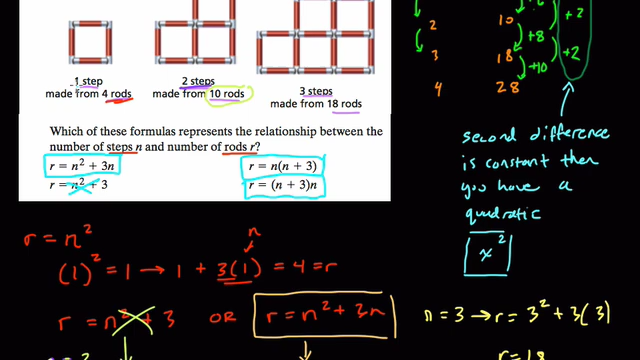 1 step
made from 4 rods
2 steps
made from 10 rods
3 steps
made from 18 rods
Which of these formulas represents the relationship between the
number of steps n and number of rods r?
r = n² + 3n
r = n(n + 3)
r = n² + 3
r = (n + 3)n
2 10 +8 +2
3 18 +10 +2
4 28
second difference
is constant then
you have a
quadratic
x²
r = n²
n
(1)² = 1 → 1 + 3(1) = 4 = r
r = n² + 3 OR r = n² + 3n
n = 3 → r = 3² + 3(3)
r = 18